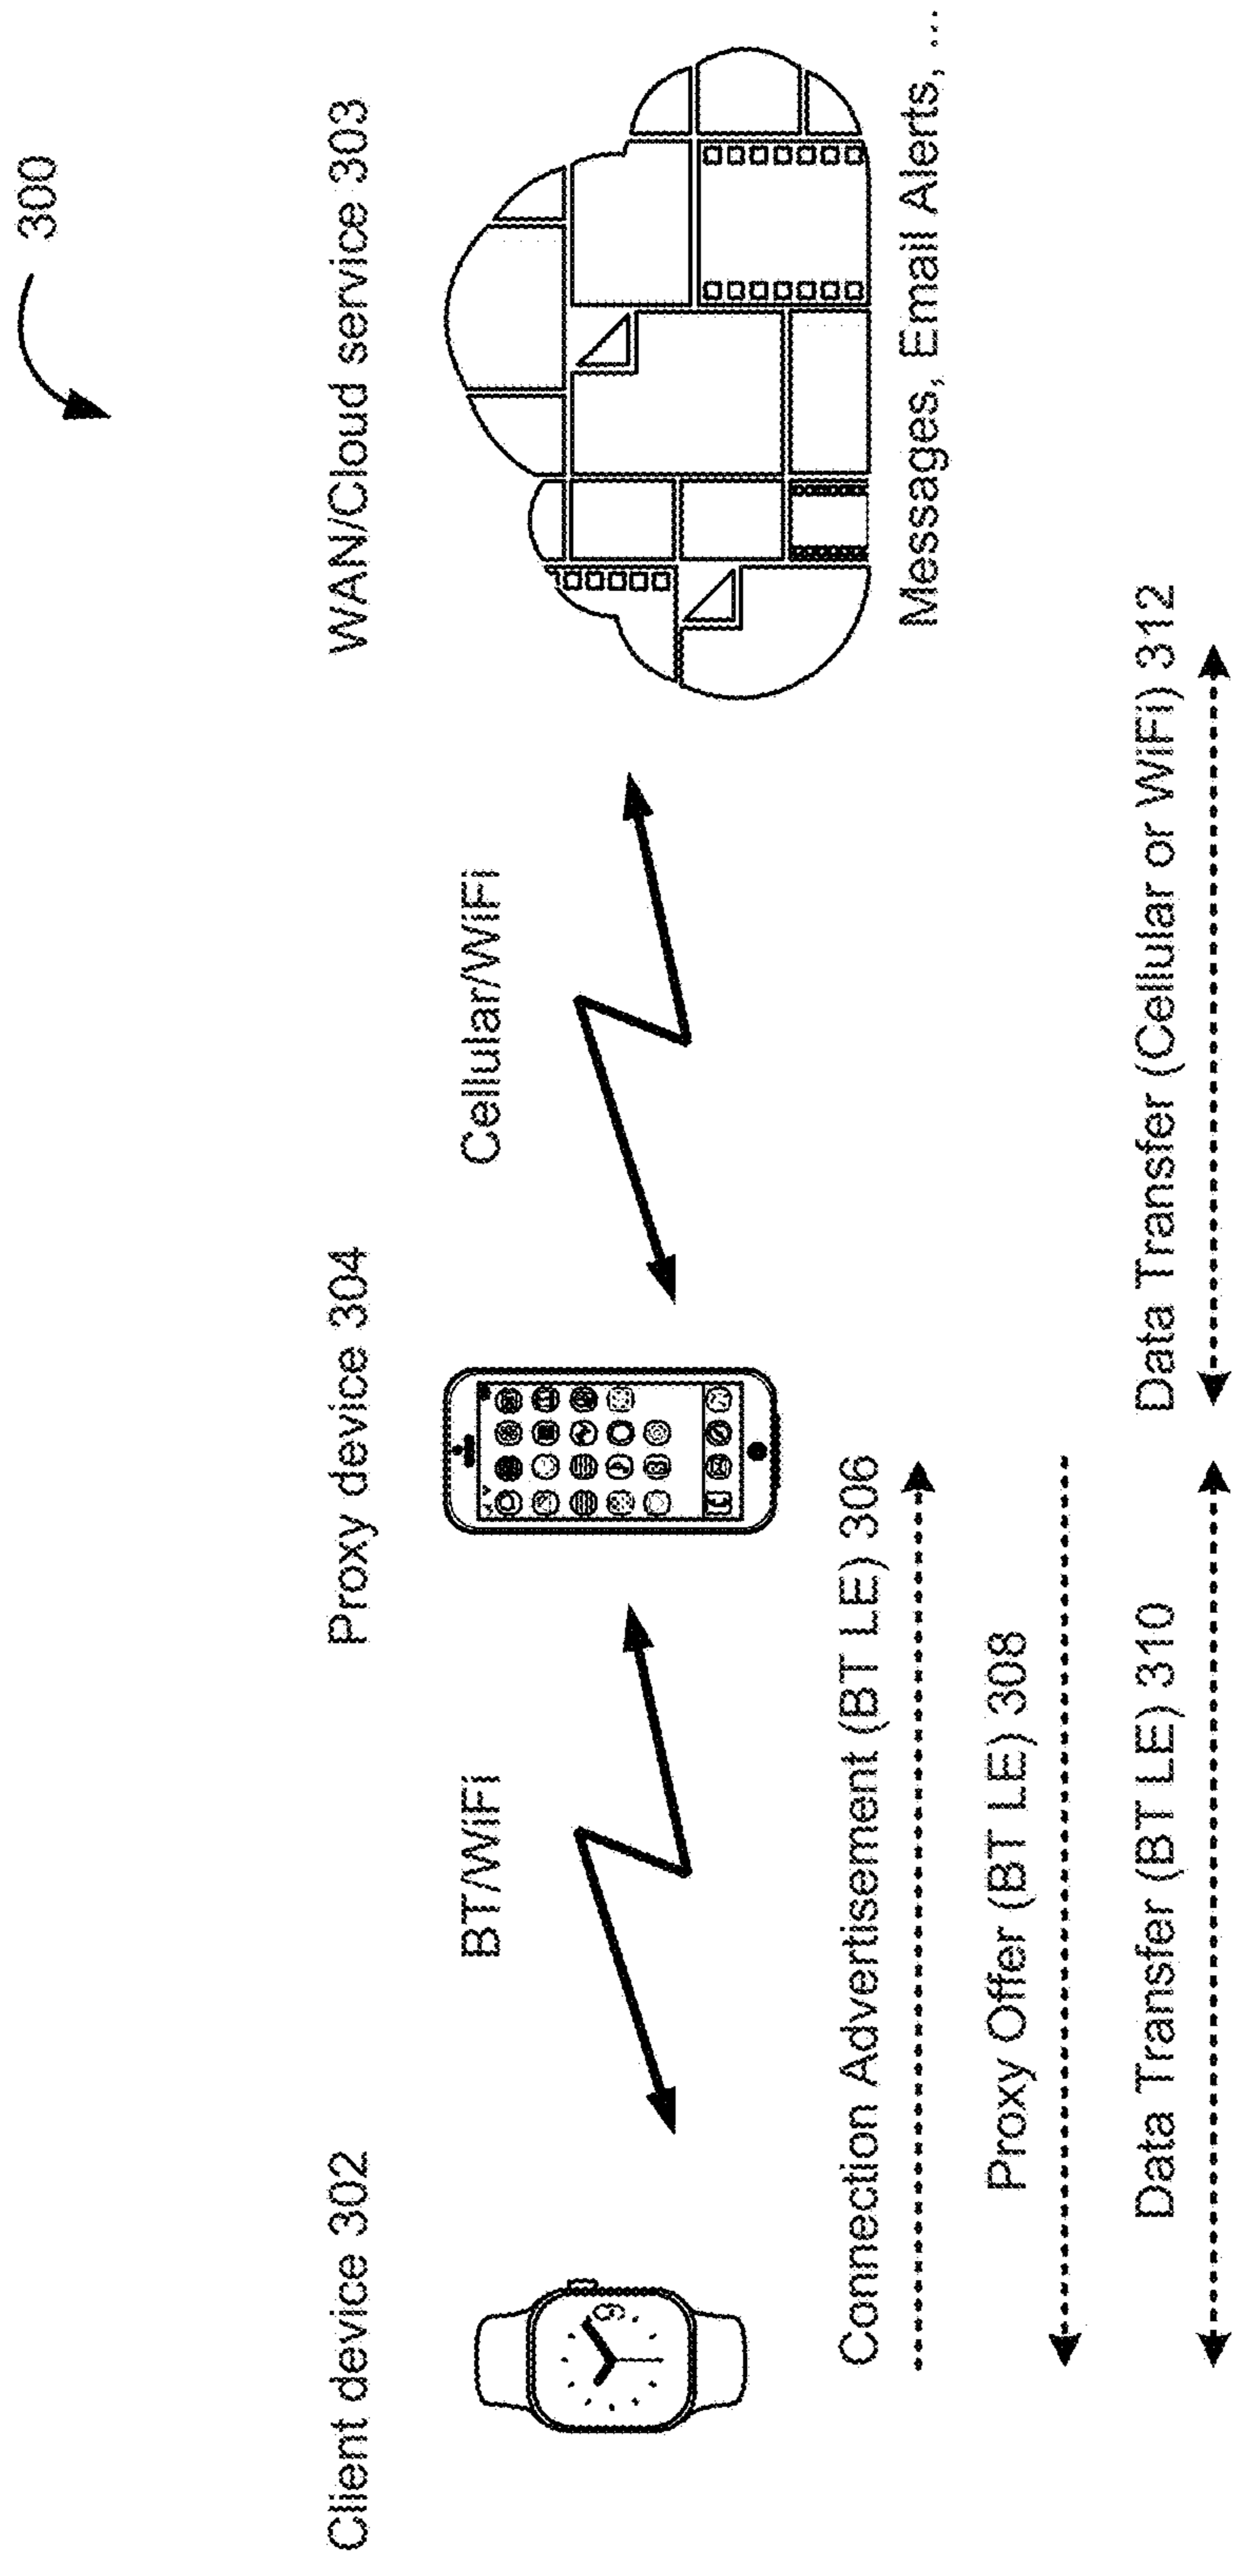 300
Client device 302
Proxy device 304
WAN/Cloud service 303
BT/WiFi
Cellular/WiFi
Messages, Email Alerts, ...
Connection Advertisement (BT LE) 306
Proxy Offer (BT LE) 308
Data Transfer (BT LE) 310
Data Transfer (Cellular or WiFi) 312